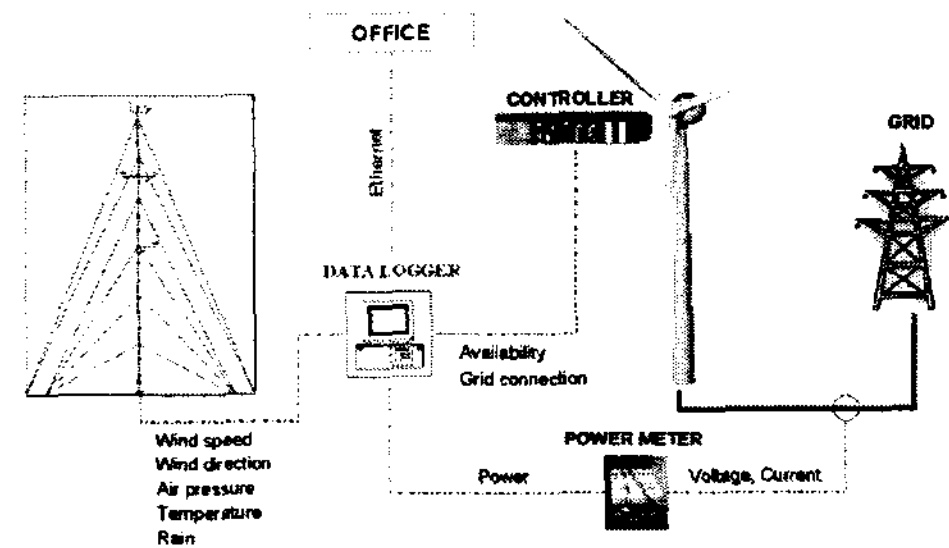 OFFICE
CONTROLLER
GRID
Ethernet
DATA LOGGER
Availability
Grid connection
Wind speed
Wind direction
Air pressure
Temperature
Rain
POWER METER
Power
Voltage, Current